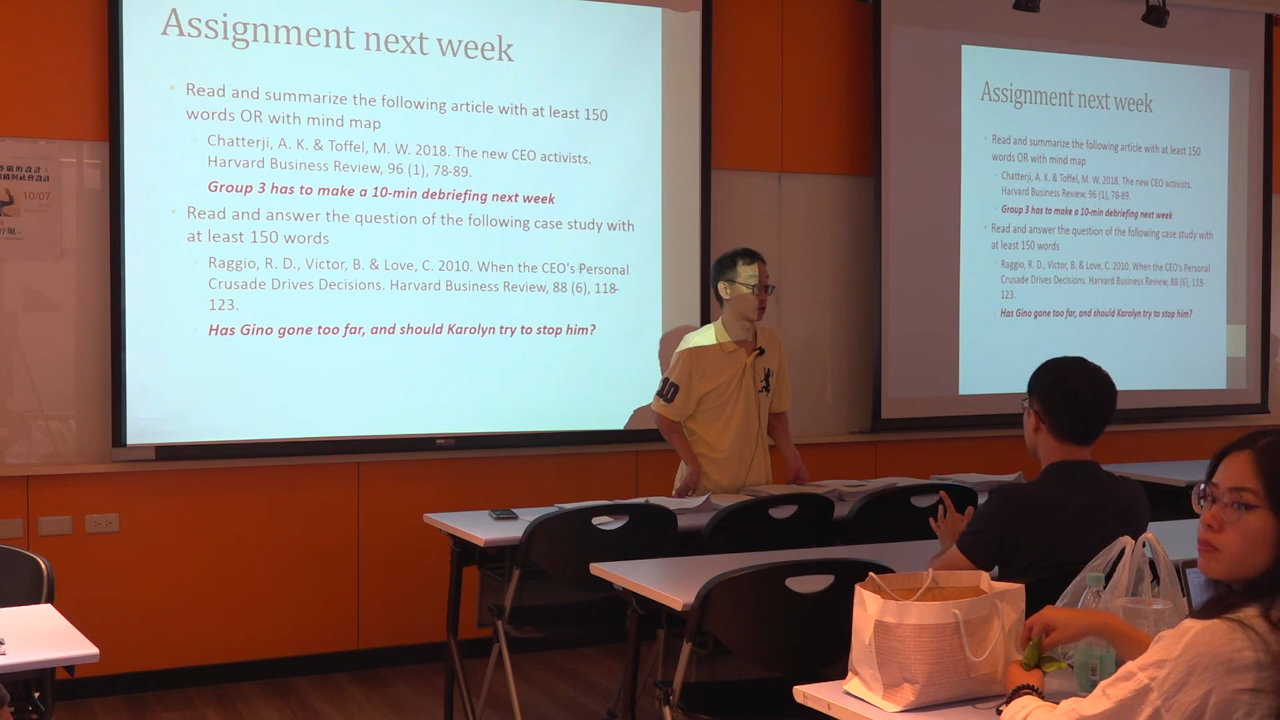 Assignment next week
Read and summarize the following article with at least 150
words OR with mind map
Chatterji, A. K. & Toffel, M. W. 2018. The new CEO activists.
Harvard Business Review, 96 (1), 78-89.
Group 3 has to make a 10-min debriefing next week
Read and answer the question of the following case study with
at least 150 words
Raggio, R. D., Victor, B. & Love, C. 2010. When the CEO's Personal
Crusade Drives Decisions. Harvard Business Review, 88 (6), 118-
123.
Has Gino gone too far, and should Karolyn try to stop him?
Assignment next week
Read and summarize the following article with at least 150
words OR with mind map
Chatterji, A. K. & Toffel, M. W. 2018. The new CEO activists.
Harvard Business Review, 96 (1), 78-89.
Group 3 has to make a 10-min debriefing next week
Read and answer the question of the following case study with
at least 150 words
Raggio, R. D., Victor, B. & Love, C. 2010. When the CEO's Personal
Crusade Drives Decisions. Harvard Business Review, 88 (6), 118-
123.
Has Gino gone too far, and should Karolyn try to stop him?
的設計：
與社會設計
10/07